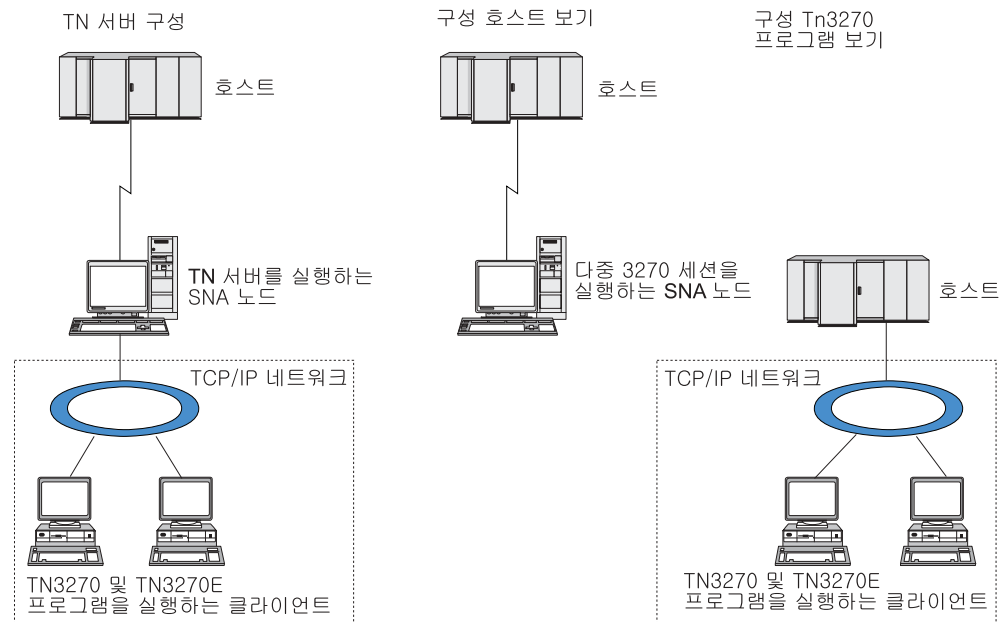 TN 서버 구성
호스트
TN 서버를 실행하는
SNA 노드
TCP/IP 네트워크
TN3270 및 TN3270E
프로그램을 실행하는 클라이언트
구성 호스트 보기
호스트
다중 3270 세션을
실행하는 SNA 노드
구성 Tn3270
프로그램 보기
호스트
TCP/IP 네트워크
TN3270 및 TN3270E
프로그램을 실행하는 클라이언트